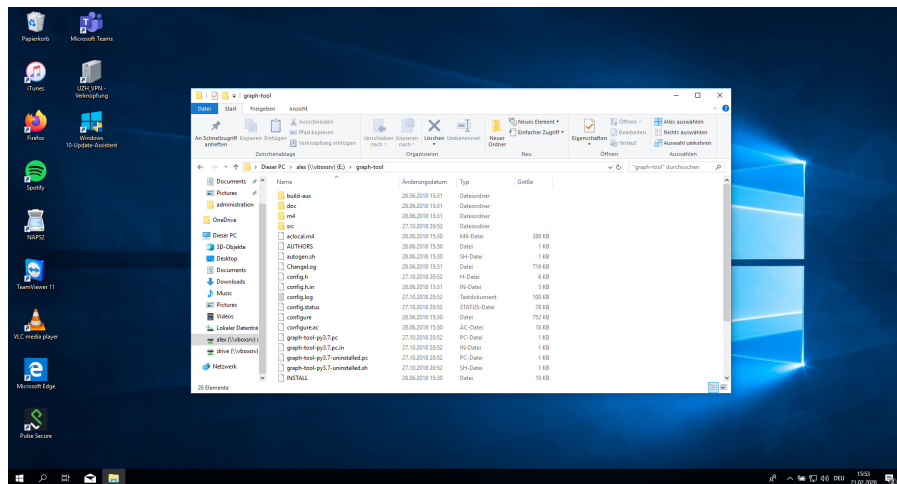 Papierkorb
Microsoft Teams
iTunes
UZH_VPN -
Verknüpfung
Firefox
Windows
10-Update-Assistent
Spotify
NAPS2
TeamViewer 11
VLC media player
Microsoft Edge
Pulse Secure
graph-tool
Datei Start Freigeben Ansicht
An Schnellzugriff
anheften
Kopieren
Einfügen
Ausschneiden
Pfad kopieren
Verknüpfung einfügen
Zwischenablage
Verschieben
nach
Kopieren
nach
Löschen
Umbenennen
Organisieren
Neuer
Ordner
Neues Element
Einfacher Zugriff
Neu
Eigenschaften
Öffnen
Bearbeiten
Verlauf
Öffnen
Alles auswählen
Nichts auswählen
Auswahl umkehren
Auswählen
Dieser PC > alex (\\vboxsrv) (E:) > graph-tool
"graph-tool" durchsuchen
Documents
Pictures
administration
OneDrive
Dieser PC
3D-Objekte
Desktop
Documents
Downloads
Music
Pictures
Videos
Lokaler Datenträ
alex (\\vboxsrv) (
drive (\\vboxsrv)
Netzwerk
Name Änderungsdatum Typ Größe
build-aux 28.06.2018 15:31 Dateiordner
doc 28.06.2018 15:31 Dateiordner
m4 28.06.2018 15:31 Dateiordner
src 27.10.2018 20:52 Dateiordner
aclocal.m4 28.06.2018 15:30 M4-Datei 388 KB
AUTHORS 28.06.2018 15:30 Datei 1 KB
autogen.sh 28.06.2018 15:30 SH-Datei 1 KB
ChangeLog 28.06.2018 15:31 Datei 719 KB
config.h 27.10.2018 20:52 H-Datei 6 KB
config.h.in 28.06.2018 15:31 IN-Datei 5 KB
config.log 27.10.2018 20:52 Textdokument 100 KB
config.status 27.10.2018 20:52 STATUS-Datei 78 KB
configure 28.06.2018 15:30 Datei 752 KB
configure.ac 28.06.2018 15:30 AC-Datei 18 KB
graph-tool-py3.7.pc 27.10.2018 20:52 PC-Datei 1 KB
graph-tool-py3.7.pc.in 27.10.2018 20:52 IN-Datei 1 KB
graph-tool-py3.7-uninstalled.pc 27.10.2018 20:52 PC-Datei 1 KB
graph-tool-py3.7-uninstalled.sh 27.10.2018 20:52 SH-Datei 1 KB
INSTALL 28.06.2018 15:30 Datei 10 KB
26 Elemente
DEU
15:53
21.02.2020